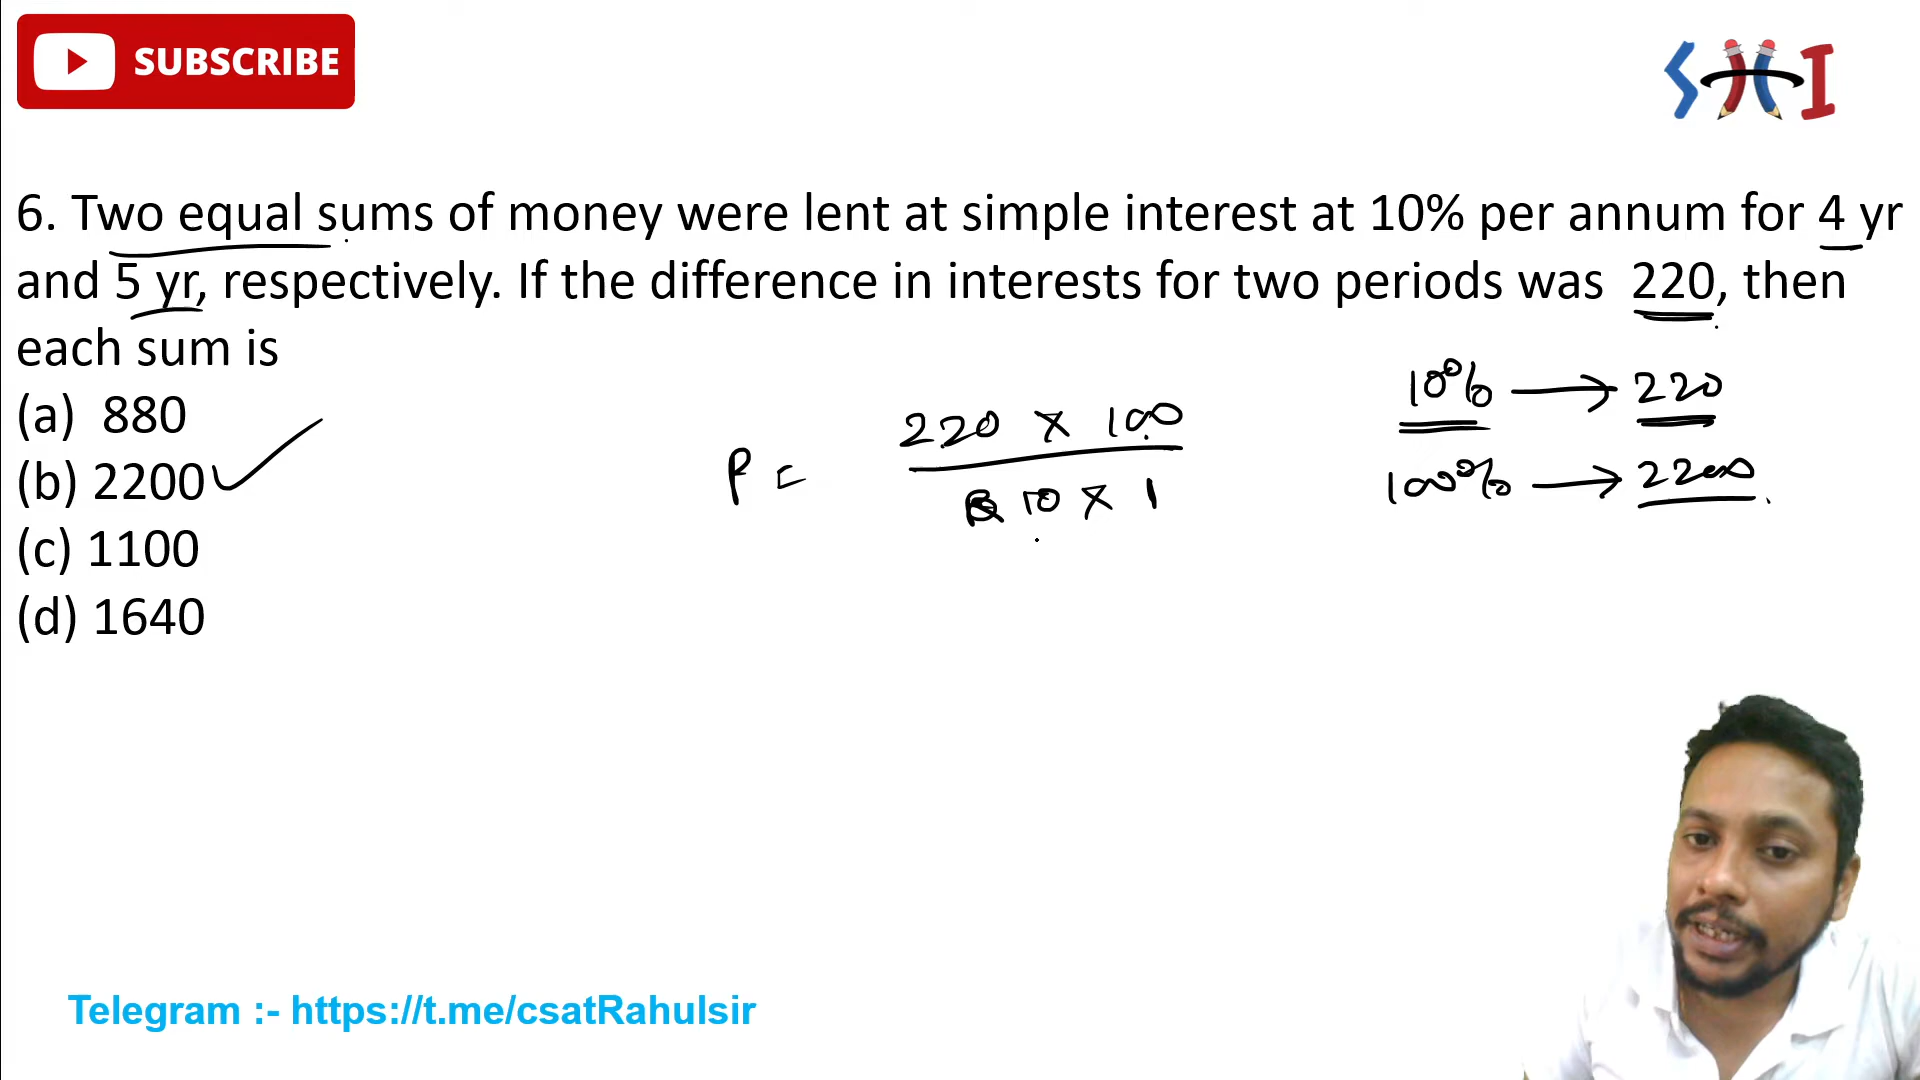 SUBSCRIBE
SHI
6. Two equal sums of money were lent at simple interest at 10% per annum for 4 yr
and 5 yr, respectively. If the difference in interests for two periods was 220, then
each sum is
(a) 880
(b) 2200
(c) 1100
(d) 1640
P = 220 × 100
10 × 1
10% → 220
100% → 2200
Telegram :- https://t.me/csatRahulsir